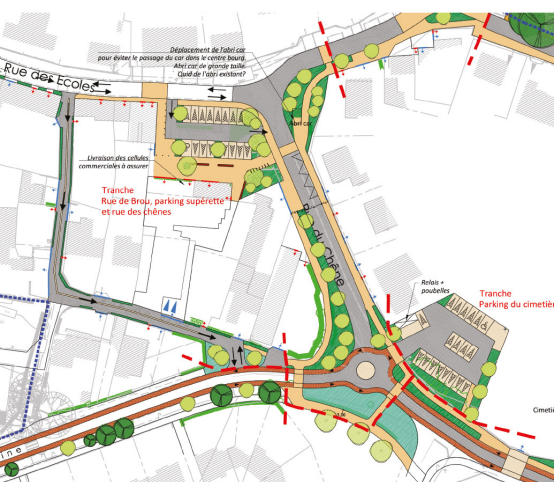 Déplacement de l'abri car
pour éviter le passage du car dans le centre bourg.
Abri car de grande taille.
Quid de l'abri existant?
Rue des Ecoles
Abri car
Livraison des cellules
commerciales à assurer
Tranche
Rue de Brou, parking supérette
et rue des chênes
du Chêne
Relais +
poubelles
Tranche
Parking du cimetière
Cimetiè
ine